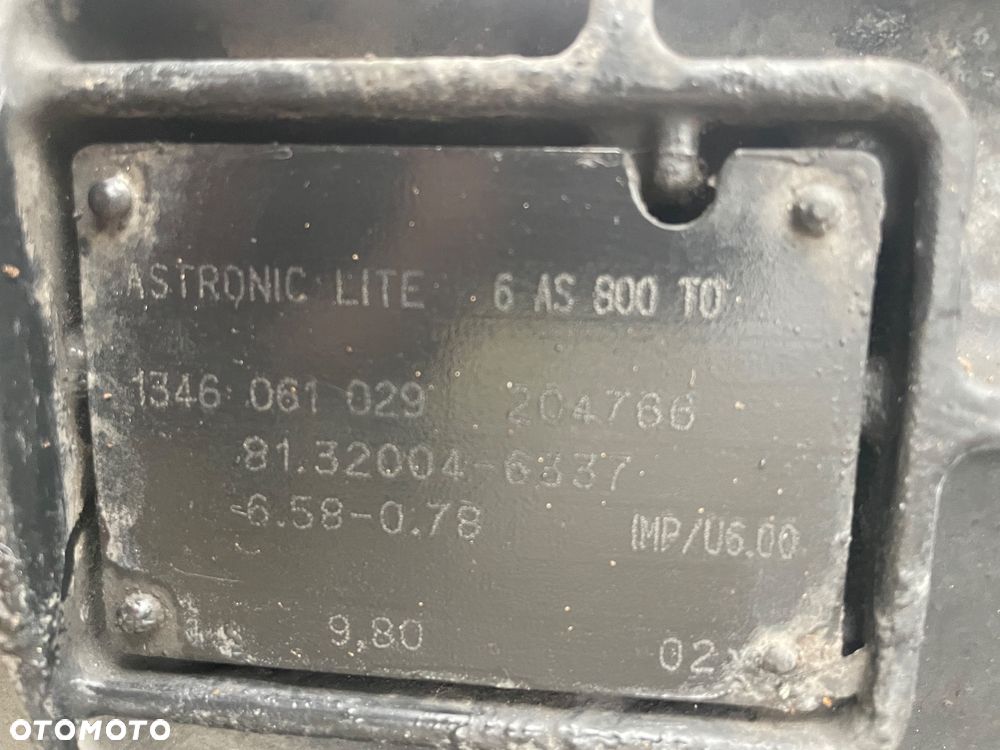 ASTRONIC LITE 6 AS 800 TO
1346 061 029 204766
81.32004-6337
6.58-0.78 IMP/U6.00
9,80 02
OTOMOTO